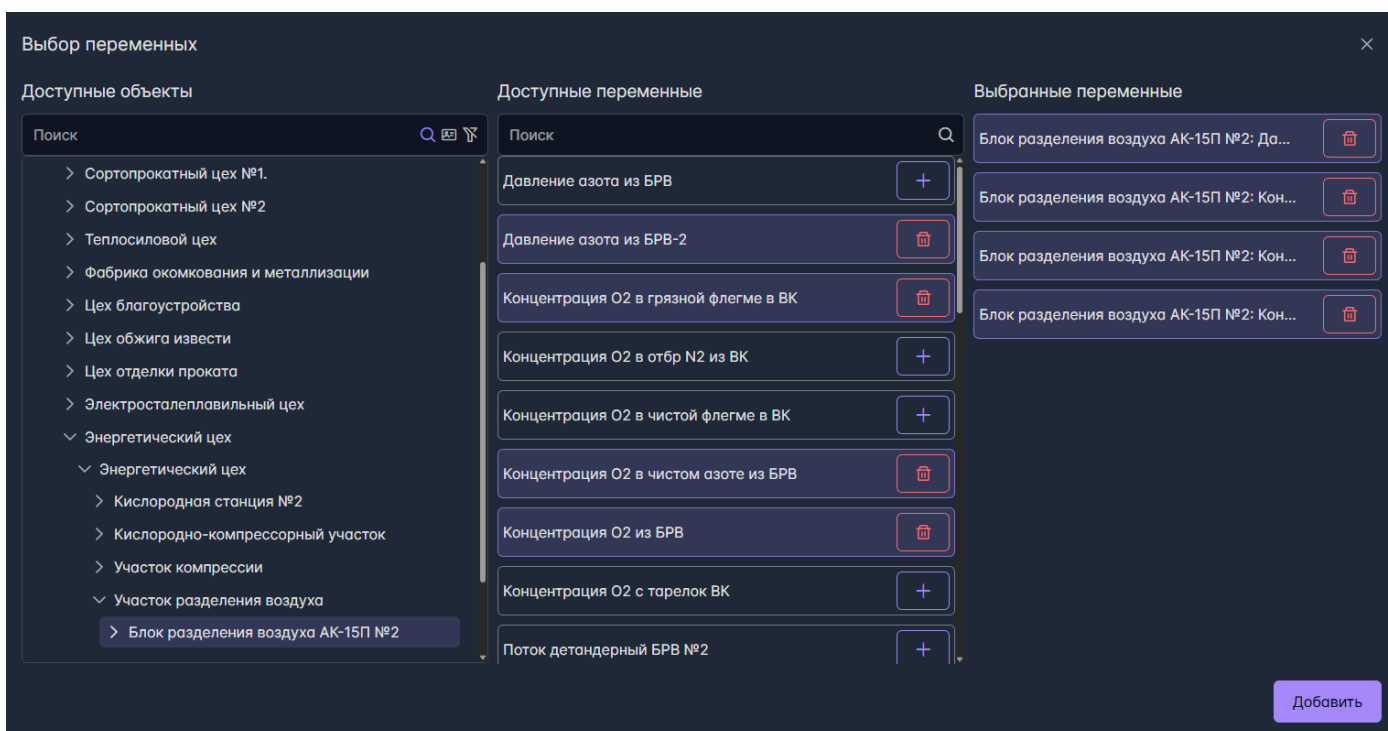 Выбор переменных
Доступные объекты
Поиск
Сортопрокатный цех №1.
Сортопрокатный цех №2
Теплосиловой цех
Фабрика окомкования и металлизации
Цех благоустройства
Цех обжига извести
Цех отделки проката
Электросталеплавильный цех
Энергетический цех
Энергетический цех
Кислородная станция №2
Кислородно-компрессорный участок
Участок компрессии
Участок разделения воздуха
Блок разделения воздуха АК-15П №2
Доступные переменные
Поиск
Давление азота из БРВ
Давление азота из БРВ-2
Концентрация О2 в грязной флегме в ВК
Концентрация О2 в отбр N2 из ВК
Концентрация О2 в чистой флегме в ВК
Концентрация О2 в чистом азоте из БРВ
Концентрация О2 из БРВ
Концентрация О2 с тарелок ВК
Поток детандерный БРВ №2
Выбранные переменные
Блок разделения воздуха АК-15П №2: Да...
Блок разделения воздуха АК-15П №2: Кон...
Блок разделения воздуха АК-15П №2: Кон...
Блок разделения воздуха АК-15П №2: Кон...
Добавить